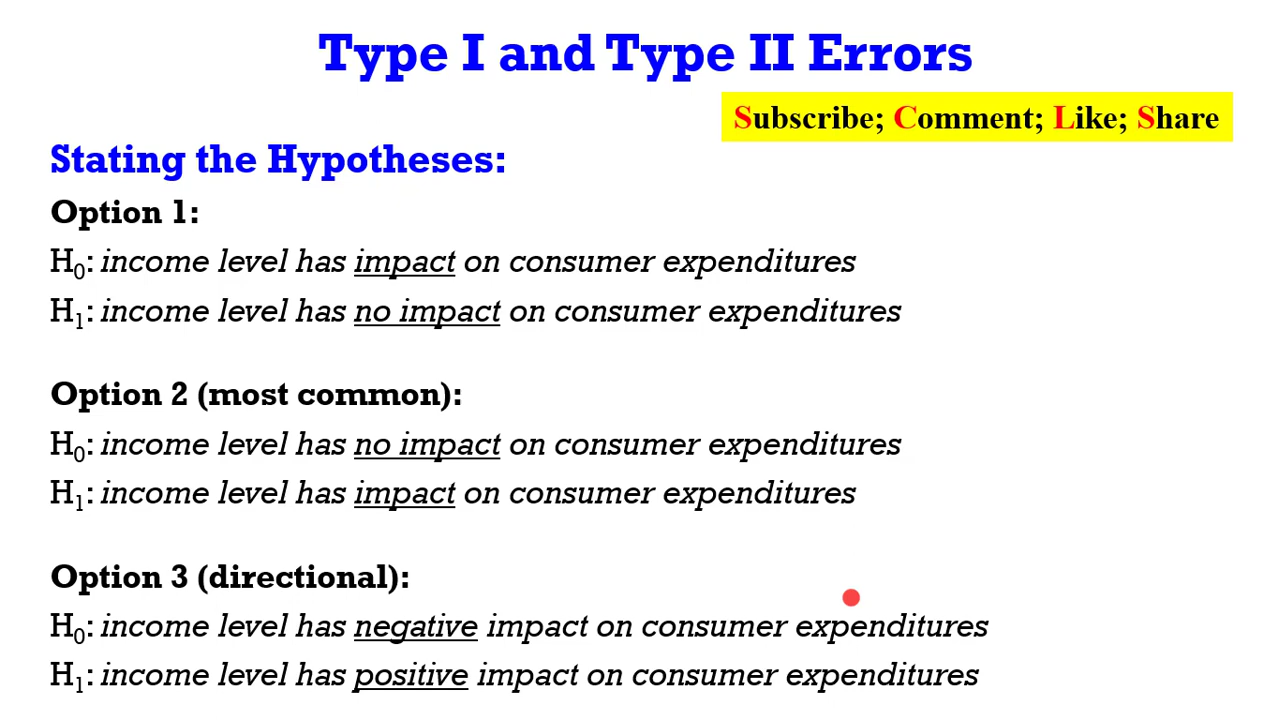 Type I and Type II Errors
Subscribe; Comment; Like; Share
Stating the Hypotheses:
Option 1:
H0: income level has impact on consumer expenditures
H1: income level has no impact on consumer expenditures
Option 2 (most common):
H0: income level has no impact on consumer expenditures
H1: income level has impact on consumer expenditures
Option 3 (directional):
H0: income level has negative impact on consumer expenditures
H1: income level has positive impact on consumer expenditures